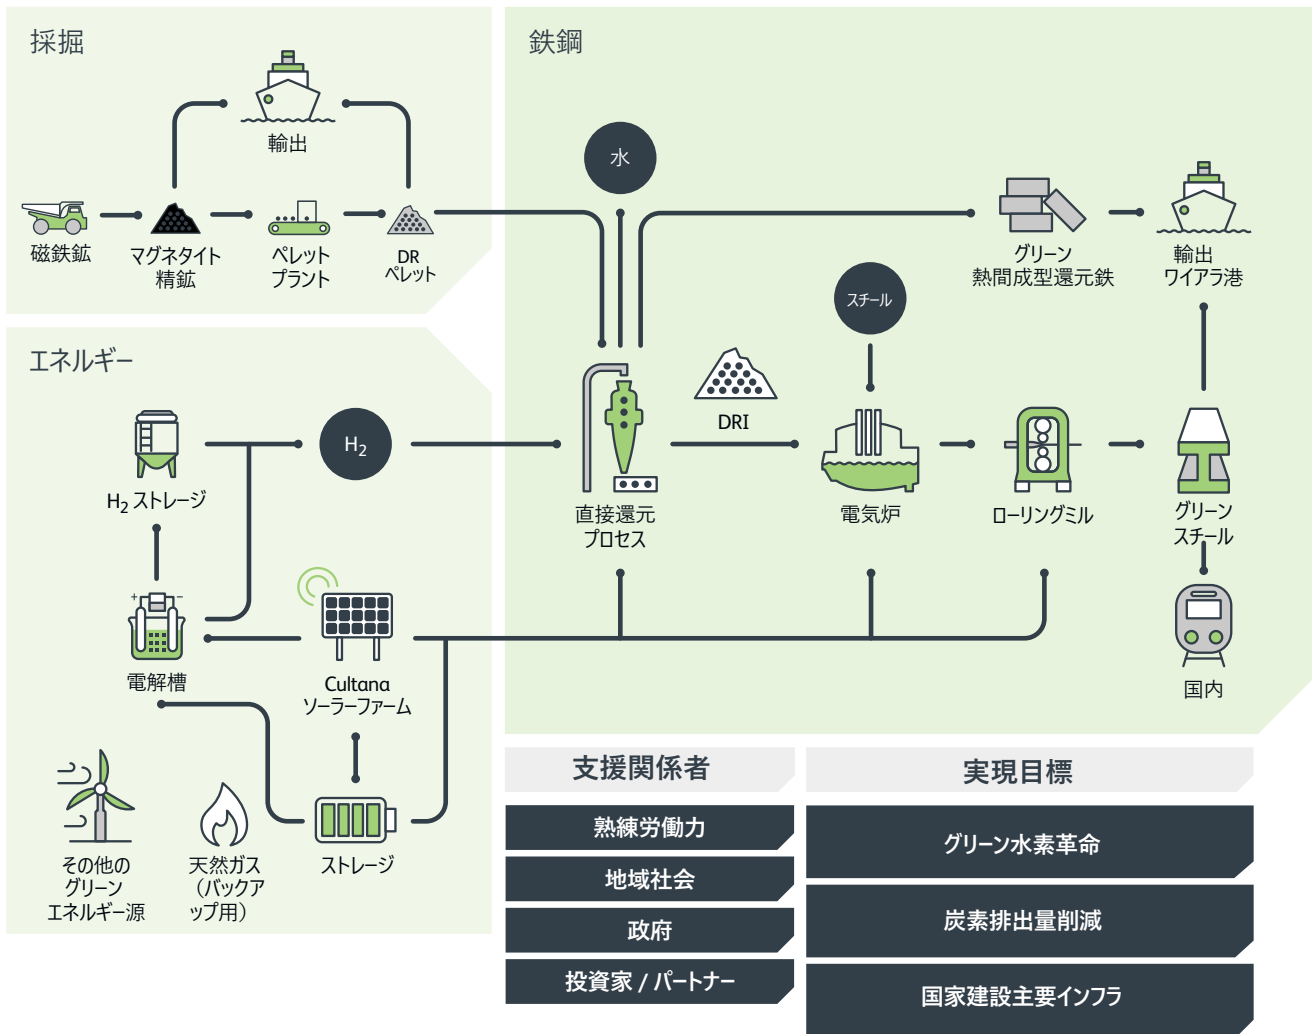 採掘
輸出
磁鉄鉱
マグネタイト
精鉱
ペレット
プラント
DR
ペレット
鉄鋼
水
スチール
グリーン
熱間成型還元鉄
輸出
ワイアラ港
DRI
直接還元
プロセス
電気炉
ローリングミル
グリーン
スチール
国内
エネルギー
H₂
H₂ ストレージ
+ −
電解槽
Cultana
ソーラーファーム
その他の
グリーン
エネルギー源
天然ガス
（バックア
ップ用）
ストレージ
支援関係者
熟練労働力
地域社会
政府
投資家 / パートナー
実現目標
グリーン水素革命
炭素排出量削減
国家建設主要インフラ